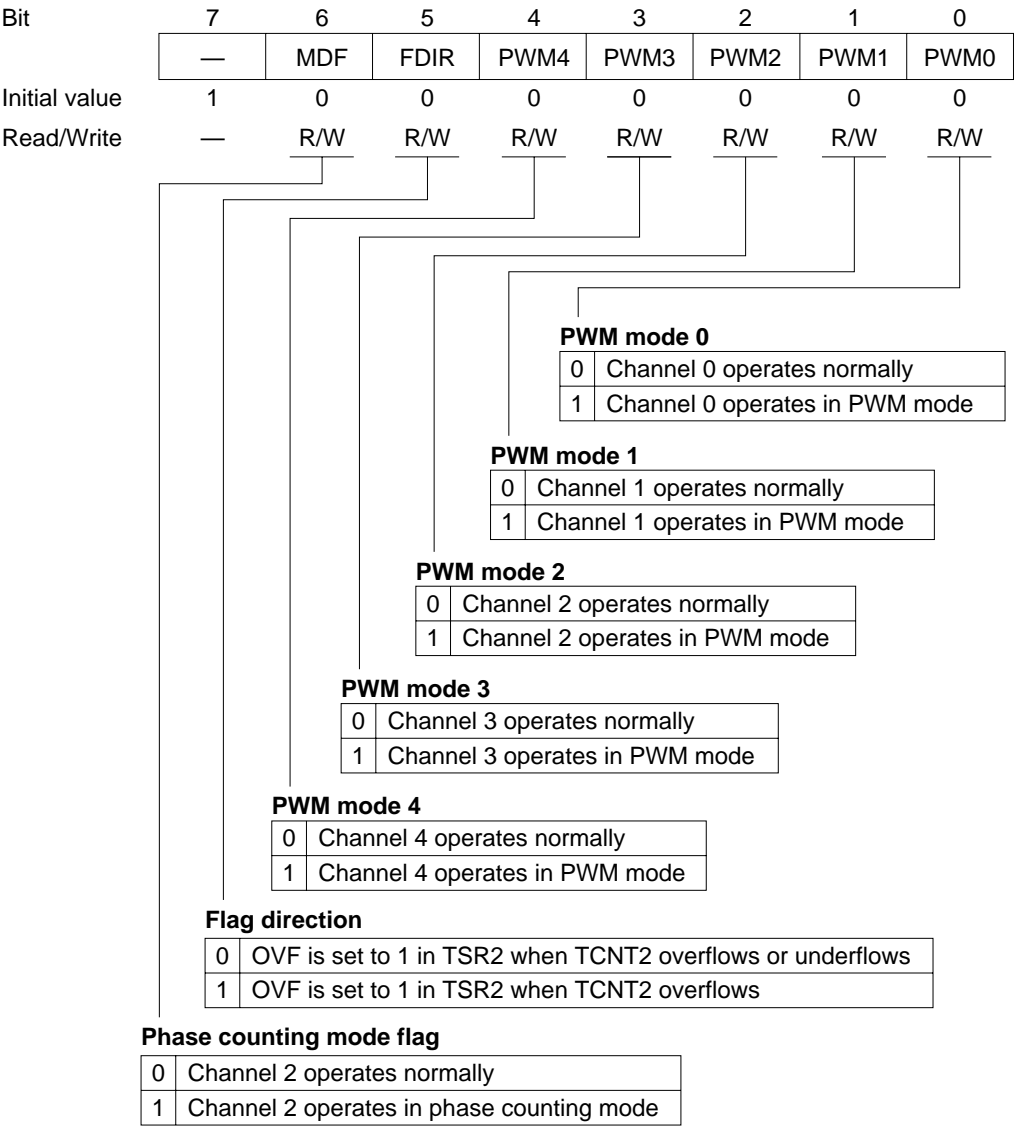 Bit 7 6 5 4 3 2 1 0
— MDF FDIR PWM4 PWM3 PWM2 PWM1 PWM0
Initial value 1 0 0 0 0 0 0 0
Read/Write — R/W R/W R/W R/W R/W R/W R/W
PWM mode 0
0 Channel 0 operates normally
1 Channel 0 operates in PWM mode
PWM mode 1
0 Channel 1 operates normally
1 Channel 1 operates in PWM mode
PWM mode 2
0 Channel 2 operates normally
1 Channel 2 operates in PWM mode
PWM mode 3
0 Channel 3 operates normally
1 Channel 3 operates in PWM mode
PWM mode 4
0 Channel 4 operates normally
1 Channel 4 operates in PWM mode
Flag direction
0 OVF is set to 1 in TSR2 when TCNT2 overflows or underflows
1 OVF is set to 1 in TSR2 when TCNT2 overflows
Phase counting mode flag
0 Channel 2 operates normally
1 Channel 2 operates in phase counting mode